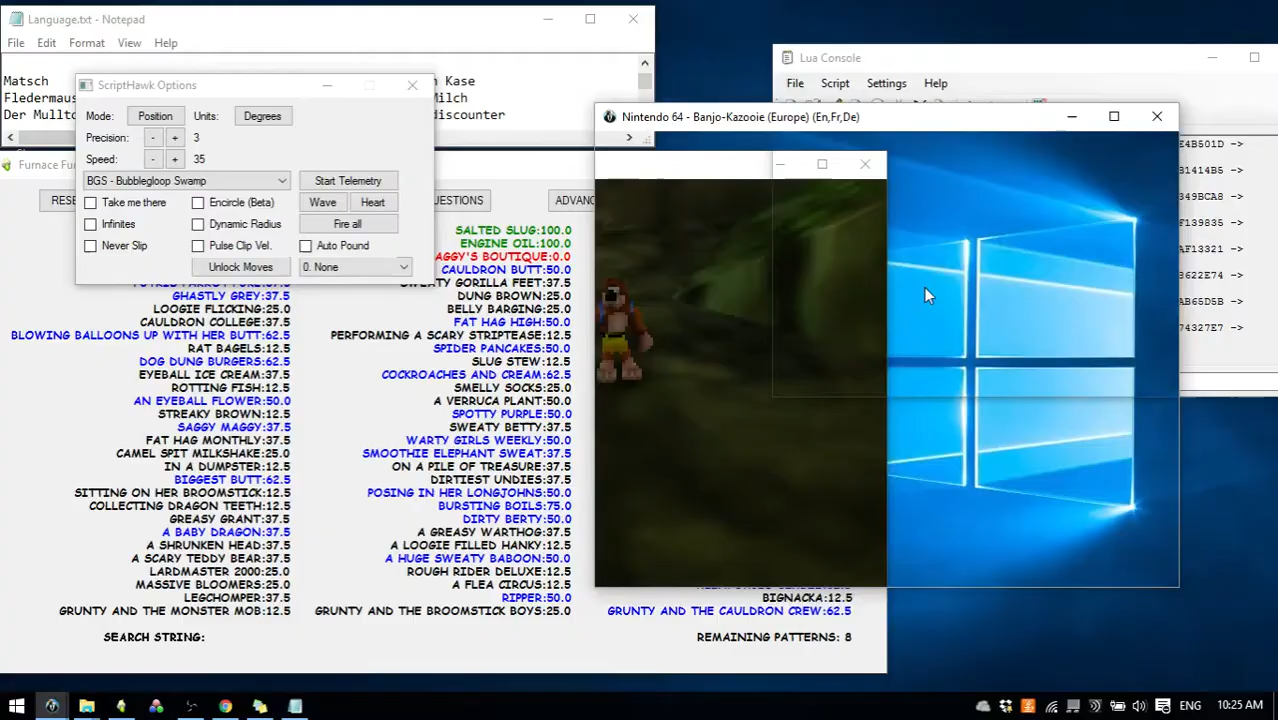 Language.txt - Notepad
File Edit Format View Help
Matsch
Kase
Fledermaus
Milch
Der Mullto
discounter
ScriptHawk Options
Mode: Position Units: Degrees
Precision: - + 3
Speed: - + 35
BGS - Bubblegloop Swamp
Start Telemetry
Take me there
Encircle (Beta)
Wave
Heart
Infinites
Dynamic Radius
Fire all
Never Slip
Pulse Clip Vel.
Auto Pound
Unlock Moves
0. None
Lua Console
File Script Settings Help
E4B501D ->
B1414B5 ->
349BCA8 ->
F139835 ->
AF13321 ->
3622E74 ->
AB65D5B ->
74327E7 ->
Nintendo 64 - Banjo-Kazooie (Europe) (En,Fr,De)
Furnace Fu
RESE
UESTIONS
ADVANC
GHASTLY GREY:37.5
LOOGIE FLICKING:25.0
CAULDRON COLLEGE:37.5
BLOWING BALLOONS UP WITH HER BUTT:62.5
RAT BAGELS:12.5
DOG DUNG BURGERS:62.5
EYEBALL ICE CREAM:37.5
ROTTING FISH:12.5
AN EYEBALL FLOWER:50.0
STREAKY BROWN:12.5
SAGGY MAGGY:37.5
FAT HAG MONTHLY:37.5
CAMEL SPIT MILKSHAKE:25.0
IN A DUMPSTER:12.5
BIGGEST BUTT:62.5
SITTING ON HER BROOMSTICK:12.5
COLLECTING DRAGON TEETH:12.5
GREASY GRANT:37.5
A BABY DRAGON:37.5
A SHRUNKEN HEAD:37.5
A SCARY TEDDY BEAR:37.5
LARDMASTER 2000:25.0
MASSIVE BLOOMERS:25.0
LEGCHOMPER:37.5
GRUNTY AND THE MONSTER MOB:12.5
SALTED SLUG:100.0
ENGINE OIL:100.0
AGGY'S BOUTIQUE:0.0
CAULDRON BUTT:50.0
SWEATY GORILLA FEET:37.5
DUNG BROWN:25.0
BELLY BARGING:25.0
FAT HAG HIGH:50.0
PERFORMING A SCARY STRIPTEASE:12.5
SPIDER PANCAKES:50.0
SLUG STEW:12.5
COCKROACHES AND CREAM:62.5
SMELLY SOCKS:25.0
A VERRUCA PLANT:50.0
SPOTTY PURPLE:50.0
SWEATY BETTY:37.5
WARTY GIRLS WEEKLY:50.0
SMOOTHIE ELEPHANT SWEAT:37.5
ON A PILE OF TREASURE:37.5
DIRTIEST UNDIES:37.5
POSING IN HER LONGJOHNS:50.0
BURSTING BOILS:75.0
DIRTY BERTY:50.0
A GREASY WARTHOG:37.5
A LOOGIE FILLED HANKY:12.5
A HUGE SWEATY BABOON:50.0
ROUGH RIDER DELUXE:12.5
A FLEA CIRCUS:12.5
RIPPER:50.0
GRUNTY AND THE BROOMSTICK BOYS:25.0
BIGNACKA:12.5
GRUNTY AND THE CAULDRON CREW:62.5
SEARCH STRING:
REMAINING PATTERNS: 8
ENG
10:25 AM